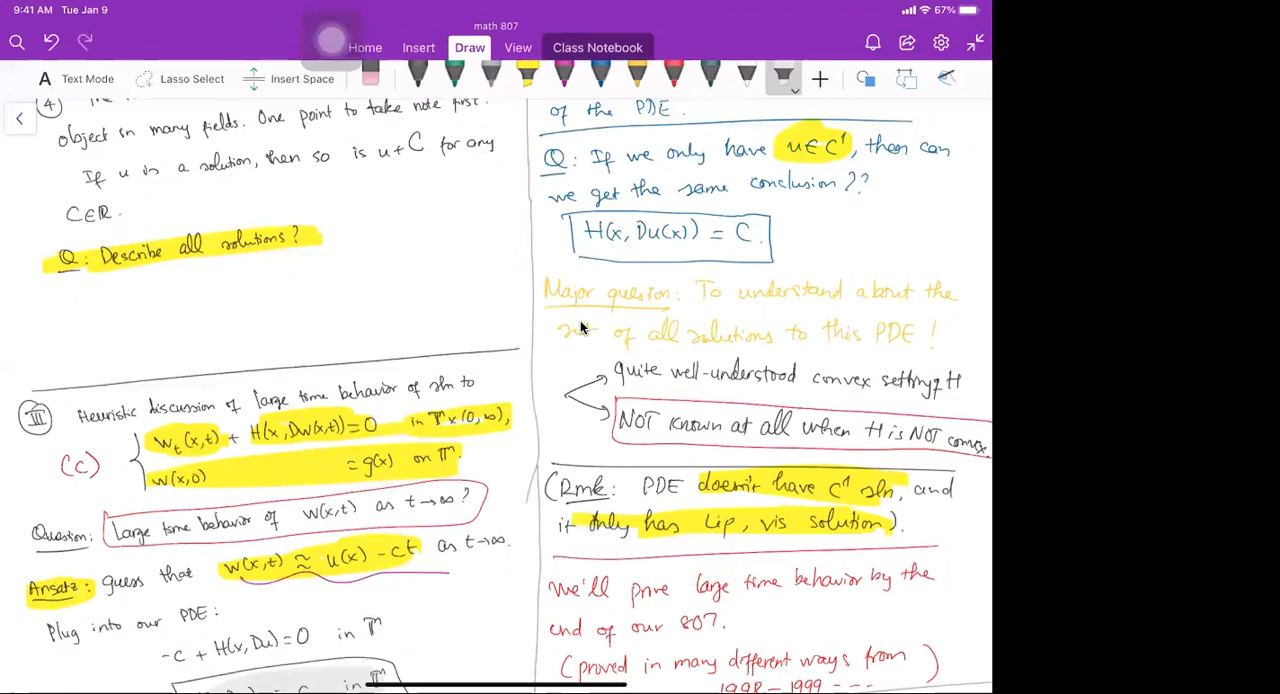 9:41 AM Tue Jan 9
67%
math 807
Home Insert Draw View Class Notebook
Text Mode Lasso Select Insert Space
4
object in many fields. One point to take note first:
If u is a solution, then so is u+C for any
C∈ℝ.
Q: Describe all solutions?
III Heuristic discussion of large time behavior of sln to
(C) { w_t(x,t) + H(x, Dw(x,t)) = 0 in 𝕋ⁿ×(0,∞),
w(x,0) = g(x) on 𝕋ⁿ.
Question: large time behavior of w(x,t) as t→∞?
Ansatz: guess that w(x,t) ≈ u(x) - ct as t→∞.
Plug into our PDE:
-c + H(x, Du) = 0 in 𝕋ⁿ
of the PDE.
Q: If we only have u∈C¹, then can
we get the same conclusion??
H(x, Du(x)) = C.
Major question: To understand about the
set of all solutions to this PDE!
quite well-understood convex setting of H
NOT known at all when H is NOT convex
(Rmk: PDE doesn't have C¹ sln, and
it only has Lip, vis solution).
We'll prove large time behavior by the
end of our 807.
(proved in many different ways from
1998 - 1999 - - -